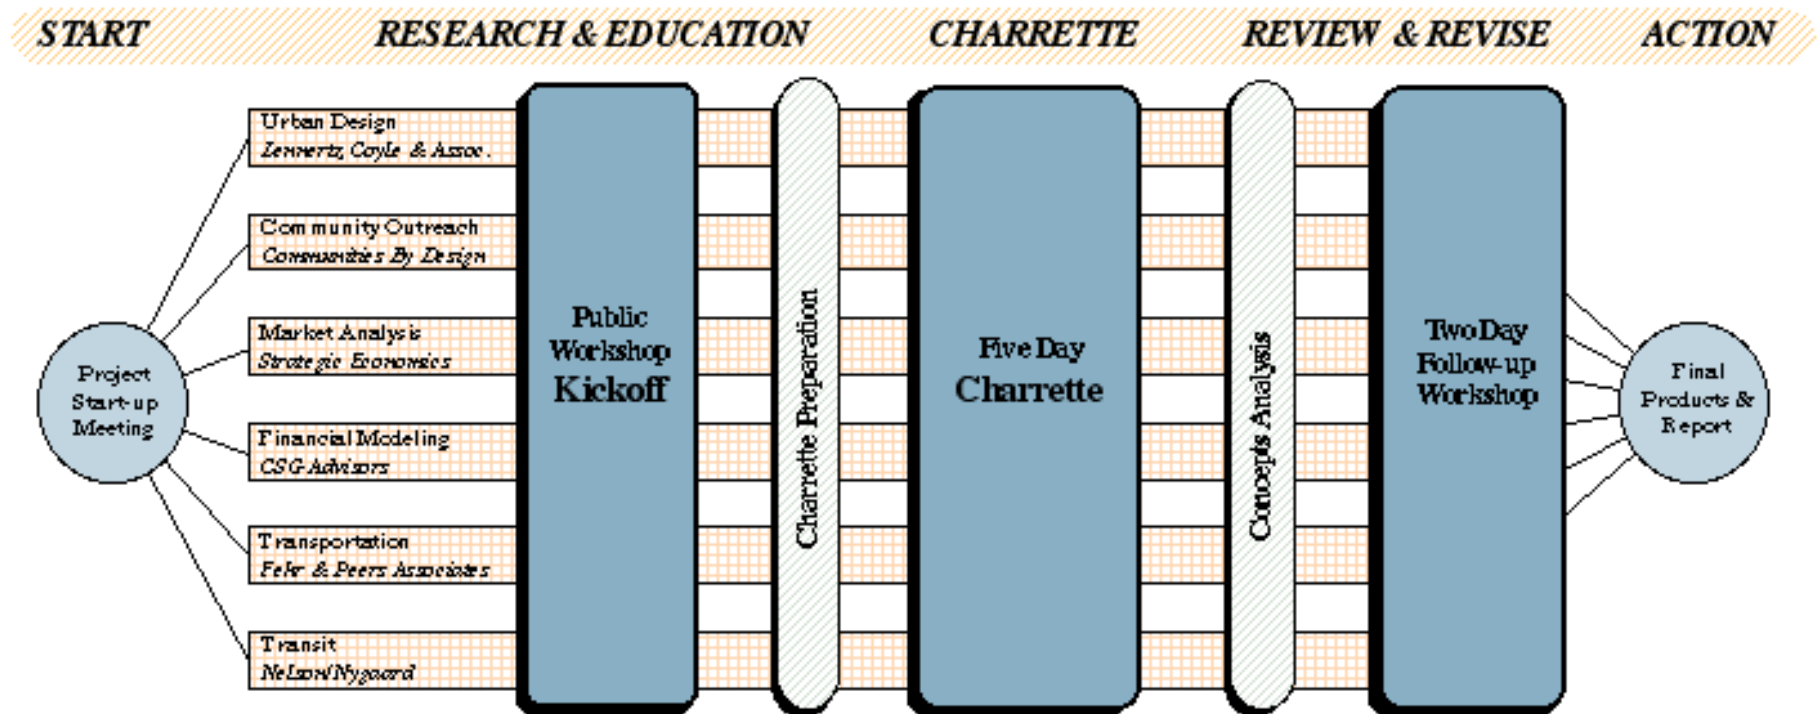 START RESEARCH & EDUCATION CHARRETTE REVIEW & REVISE ACTION
Urban Design
Lennertz, Coyle & Assoc.
Community Outreach
Communities By Design
Market Analysis
Strategic Economics
Financial Modeling
CSG Advisors
Transportation
Fehr & Peers Associates
Transit
Nelson/Nygaard
Project
Start-up
Meeting
Public
Workshop
Kickoff
Charrette Preparation
Five Day
Charrette
Concepts Analysis
Two Day
Follow-up
Workshop
Final
Products &
Report